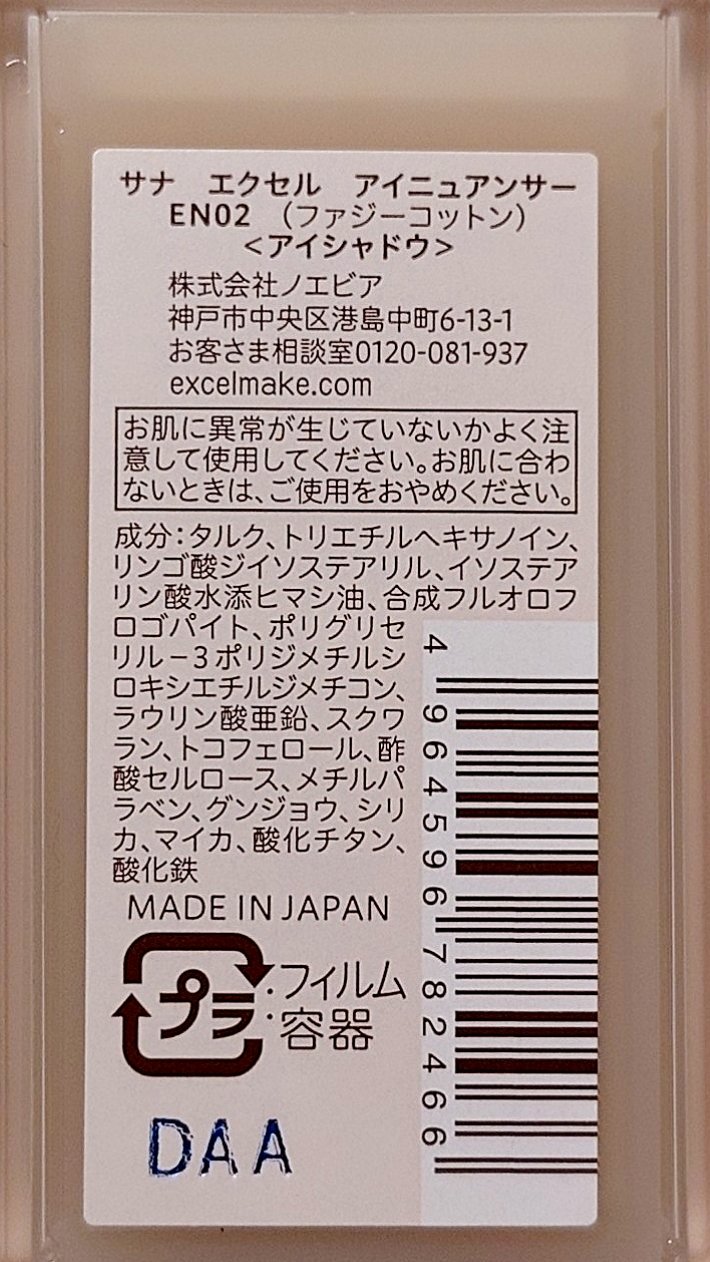 サナ　エクセル　アイニュアンサー
EN02　（ファジーコットン）
＜アイシャドウ＞
株式会社ノエビア
神戸市中央区港島中町6-13-1
お客さま相談室0120-081-937
excelmake.com
お肌に異常が生じていないかよく注
意して使用してください。お肌に合わ
ないときは、ご使用をおやめください。
成分：タルク、トリエチルヘキサノイン、
リンゴ酸ジイソステアリル、イソステア
リン酸水添ヒマシ油、合成フルオロフ
ロゴパイト、ポリグリセ
リル－3ポリジメチルシ
ロキシエチルジメチコン、
ラウリン酸亜鉛、スクワ
ラン、トコフェロール、酢
酸セルロース、メチルパ
ラベン、グンジョウ、シリ
カ、マイカ、酸化チタン、
酸化鉄
MADE IN JAPAN
プラ
：フィルム
：容器
DAA
4 964596 782466